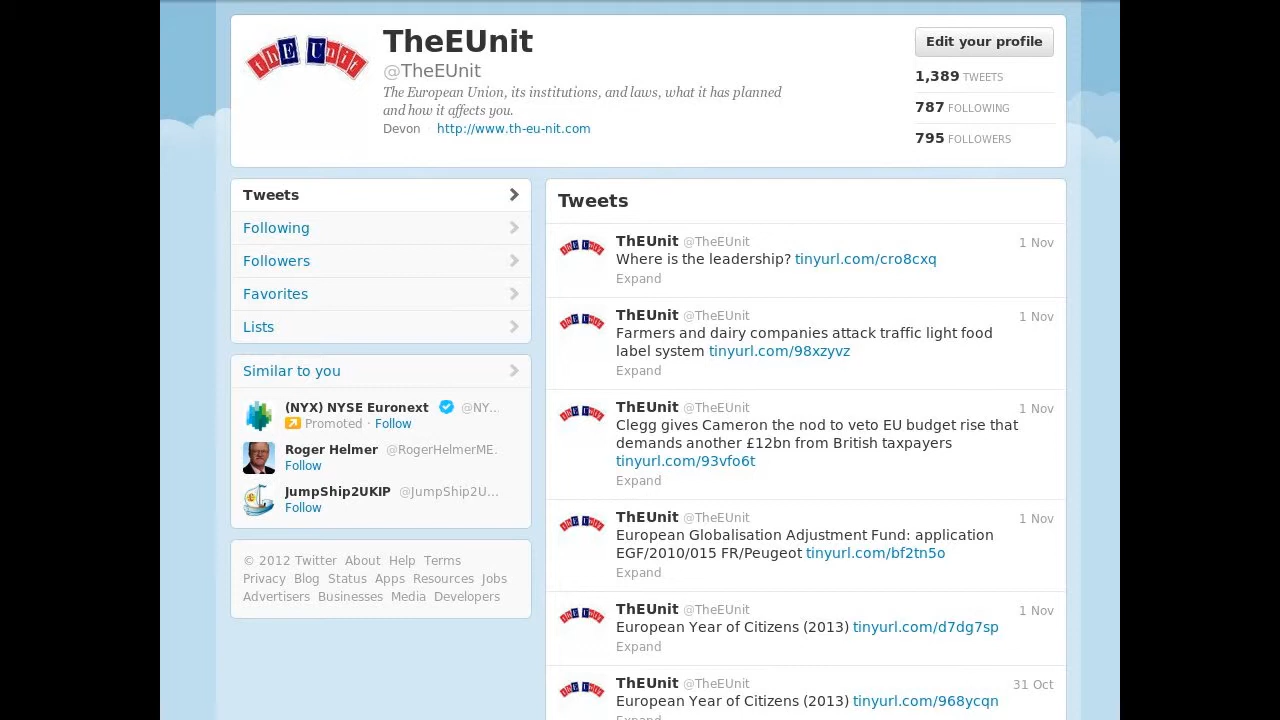 thEUnit
TheEUnit
@TheEUnit
The European Union, its institutions, and laws, what it has planned
and how it affects you.
Devon · http://www.th-eu-nit.com
Edit your profile
1,389 TWEETS
787 FOLLOWING
795 FOLLOWERS
Tweets
Following
Followers
Favorites
Lists
Similar to you
(NYX) NYSE Euronext @NY...
Promoted · Follow
Roger Helmer @RogerHelmerME.
Follow
JumpShip2UKIP @JumpShip2U...
Follow
© 2012 Twitter About Help Terms
Privacy Blog Status Apps Resources Jobs
Advertisers Businesses Media Developers
Tweets
ThEUnit @TheEUnit 1 Nov
Where is the leadership? tinyurl.com/cro8cxq
Expand
ThEUnit @TheEUnit 1 Nov
Farmers and dairy companies attack traffic light food
label system tinyurl.com/98xzyvz
Expand
ThEUnit @TheEUnit 1 Nov
Clegg gives Cameron the nod to veto EU budget rise that
demands another £12bn from British taxpayers
tinyurl.com/93vfo6t
Expand
ThEUnit @TheEUnit 1 Nov
European Globalisation Adjustment Fund: application
EGF/2010/015 FR/Peugeot tinyurl.com/bf2tn5o
Expand
ThEUnit @TheEUnit 1 Nov
European Year of Citizens (2013) tinyurl.com/d7dg7sp
Expand
ThEUnit @TheEUnit 31 Oct
European Year of Citizens (2013) tinyurl.com/968ycqn
Expand